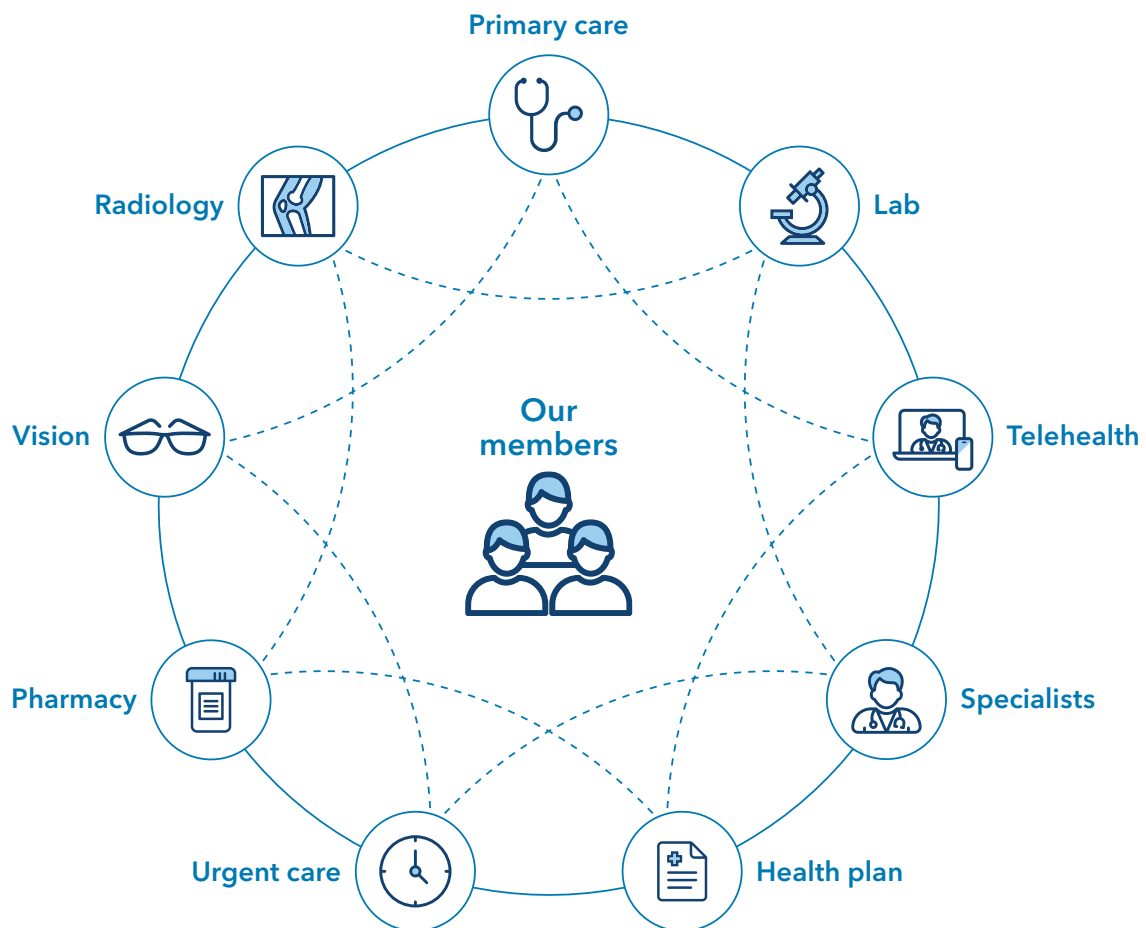 Primary care
Radiology
Lab
Vision
Our
members
Telehealth
Pharmacy
Specialists
Urgent care
Health plan